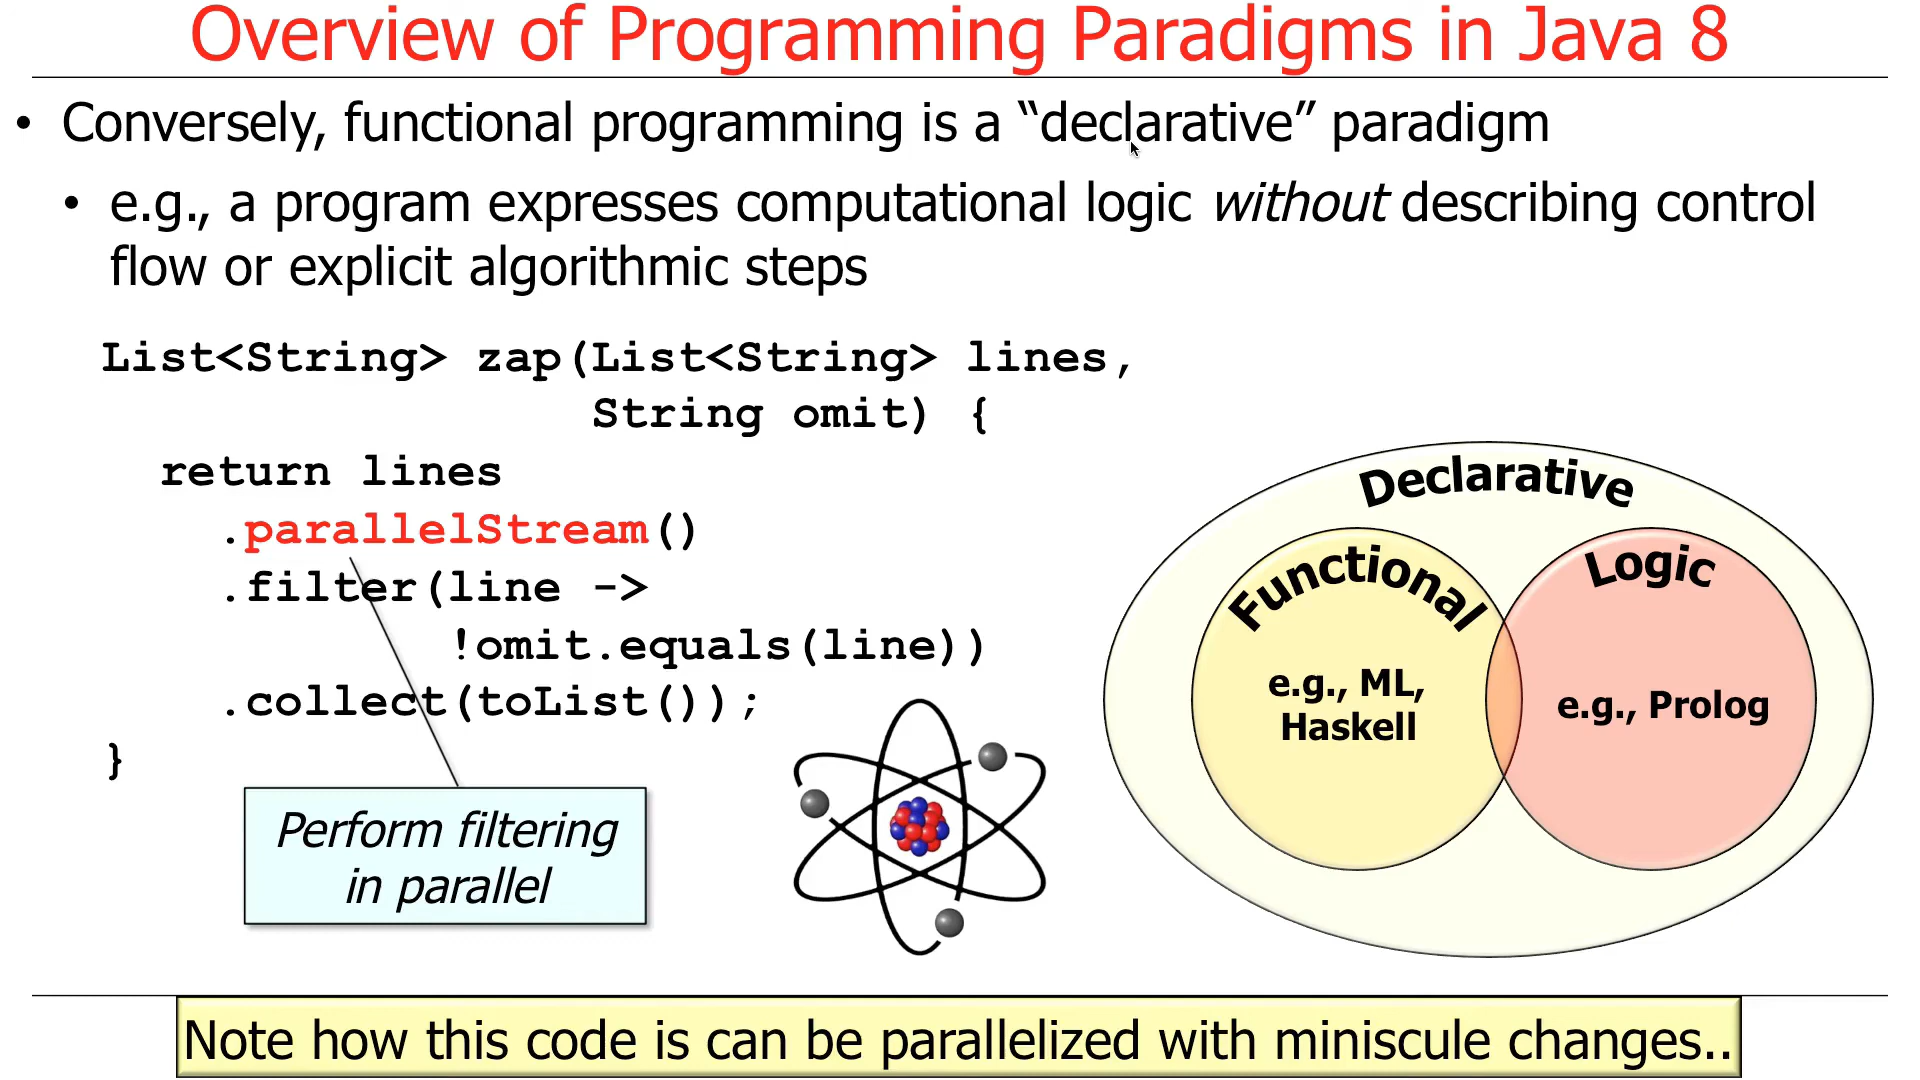 Overview of Programming Paradigms in Java 8
• Conversely, functional programming is a “declarative” paradigm
• e.g., a program expresses computational logic without describing control
flow or explicit algorithmic steps
List<String> zap(List<String> lines,
String omit) {
return lines
.parallelStream()
.filter(line ->
!omit.equals(line))
.collect(toList());
}
Perform filtering
in parallel
Declarative
Functional
e.g., ML,
Haskell
Logic
e.g., Prolog
Note how this code is can be parallelized with miniscule changes..